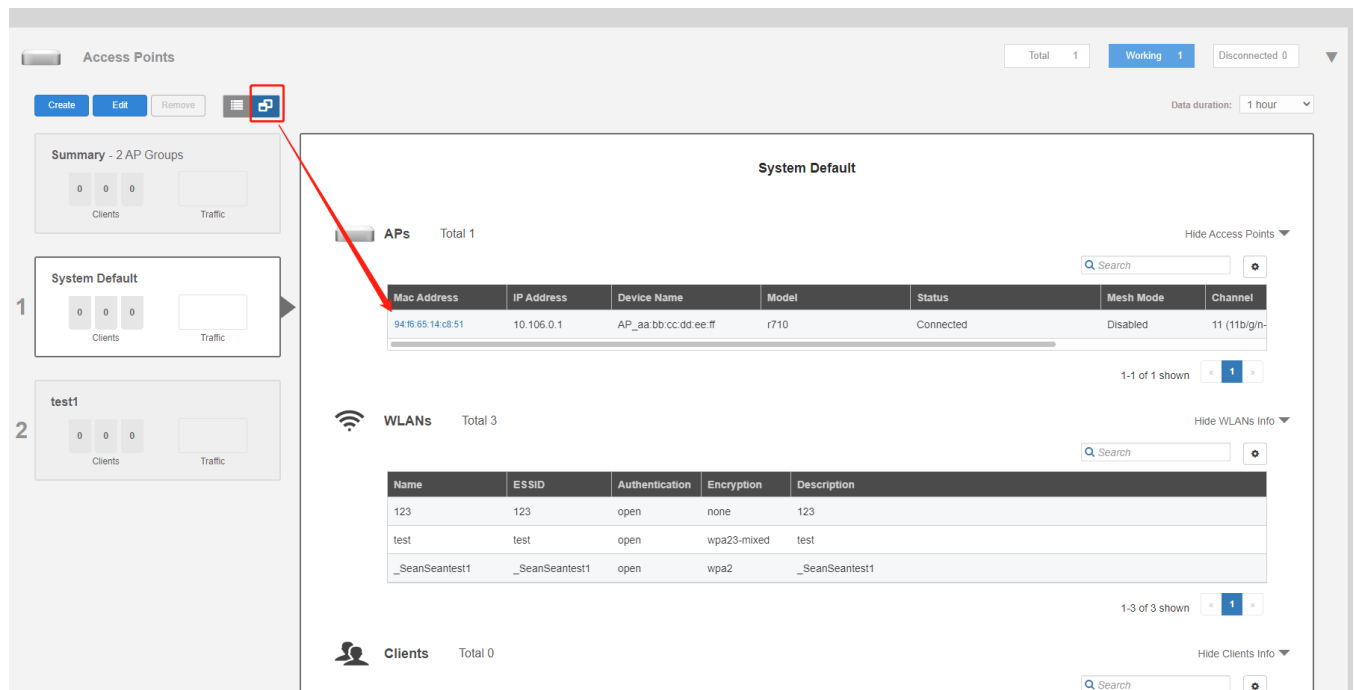 Access Points
Total 1
Working 1
Disconnected 0
Create
Edit
Remove
Data duration: 1 hour
Summary - 2 AP Groups
0 0 0
Clients
Traffic
1
System Default
0 0 0
Clients
Traffic
2
test1
0 0 0
Clients
Traffic
System Default
APs Total 1
Hide Access Points
Search
Mac Address IP Address Device Name Model Status Mesh Mode Channel
94:f6:65:14:c8:51 10.106.0.1 AP_aa:bb:cc:dd:ee:ff r710 Connected Disabled 11 (11b/g/n-
1-1 of 1 shown « 1 »
WLANs Total 3
Hide WLANs Info
Search
Name ESSID Authentication Encryption Description
123 123 open none 123
test test open wpa23-mixed test
_SeanSeantest1 _SeanSeantest1 open wpa2 _SeanSeantest1
1-3 of 3 shown « 1 »
Clients Total 0
Hide Clients Info
Search